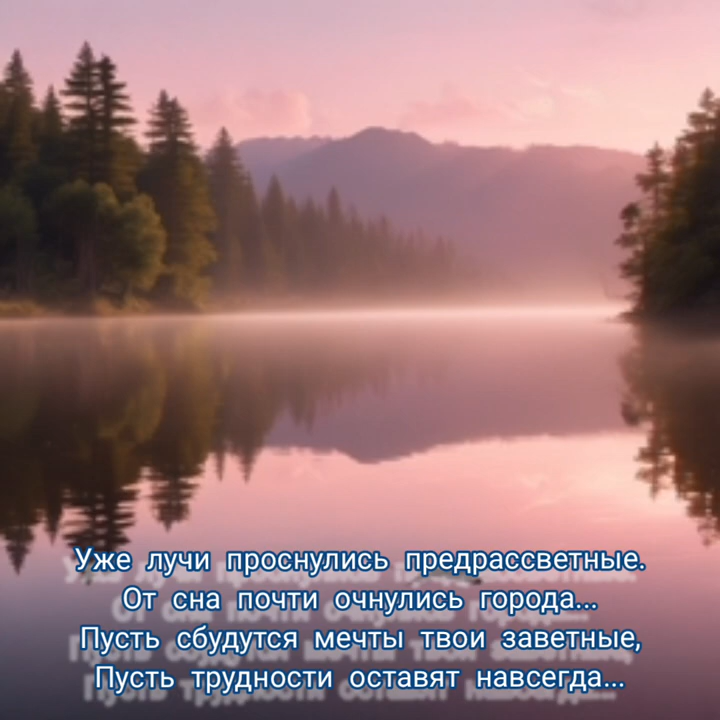 Уже лучи проснулись предрассветные.
От сна почти очнулись города...
Пусть сбудутся мечты твои заветные,
Пусть трудности оставят навсегда...